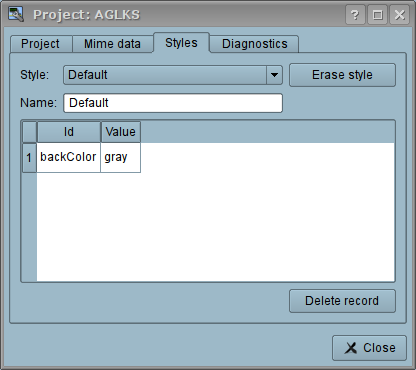 Project: AGLKS
Project Mime data Styles Diagnostics
Style: Default Erase style
Name: Default
Id Value
1 backColor gray
Delete record
Close